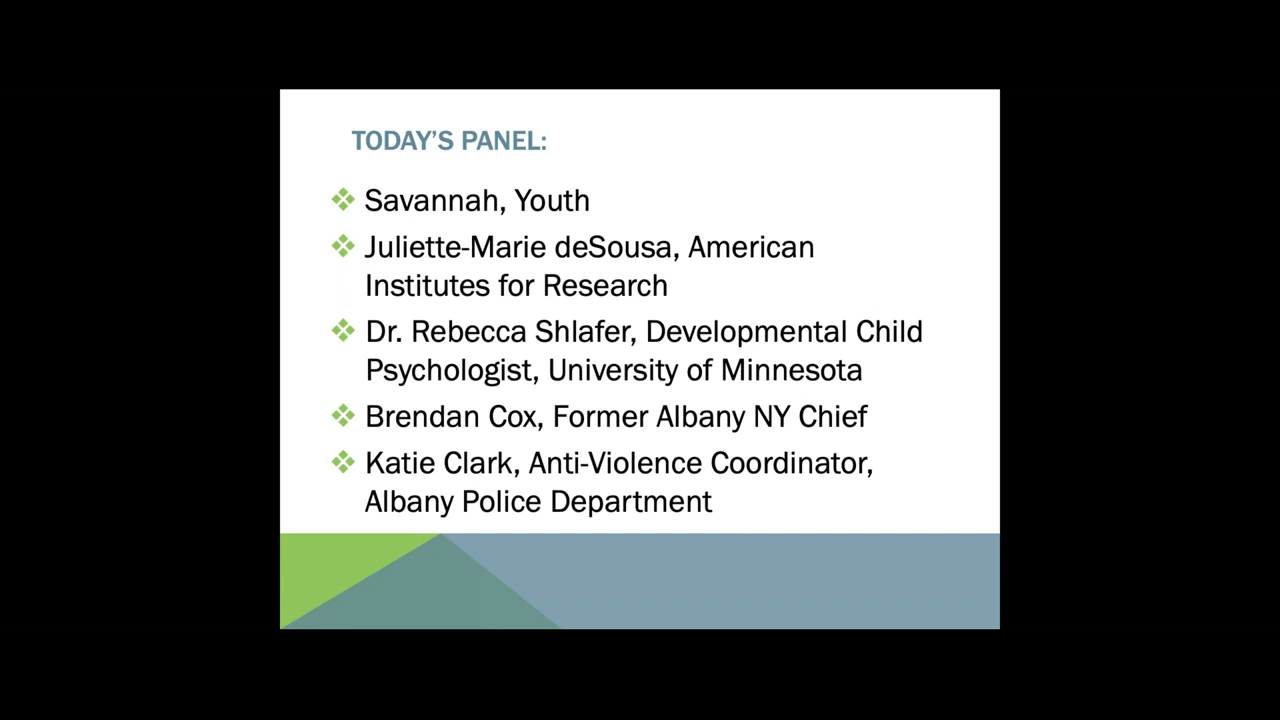 TODAY’S PANEL:
Savannah, Youth
Juliette-Marie deSousa, American
Institutes for Research
Dr. Rebecca Shlafer, Developmental Child
Psychologist, University of Minnesota
Brendan Cox, Former Albany NY Chief
Katie Clark, Anti-Violence Coordinator,
Albany Police Department